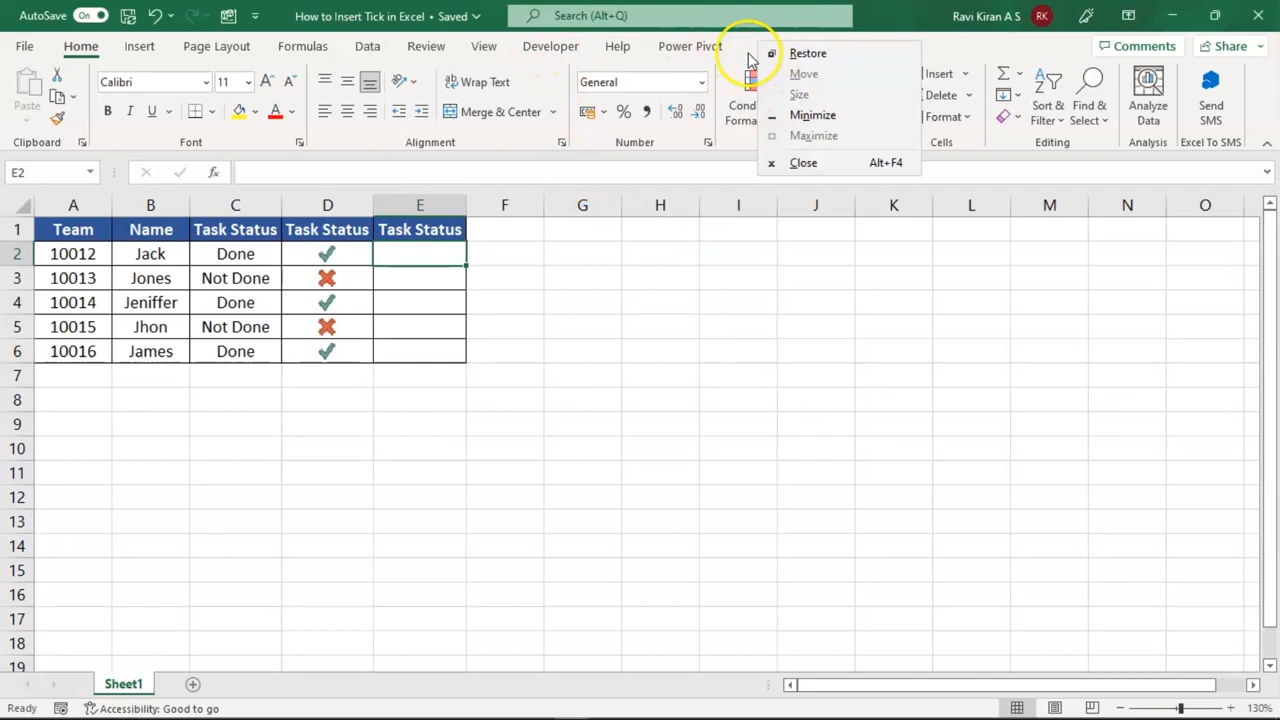 AutoSave On How to Insert Tick in Excel • Saved Search (Alt+Q) Ravi Kiran A S RK
File Home Insert Page Layout Formulas Data Review View Developer Help Power Pivot Comments Share
Restore
Move
Size
Minimize
Maximize
Close Alt+F4
Paste Calibri 11 Wrap Text General Insert
B I U Merge & Center Delete
Format
Sort & Filter Find & Select Analyze Data Send SMS
Clipboard Font Alignment Number Cells Editing Analysis Excel To SMS
E2 fx
A B C D E F G H I J K L M N O
1 Team Name Task Status Task Status Task Status
2 10012 Jack Done ✔
3 10013 Jones Not Done ✖
4 10014 Jeniffer Done ✔
5 10015 Jhon Not Done ✖
6 10016 James Done ✔
7
8
9
10
11
12
13
14
15
16
17
18
19
Sheet1
Ready Accessibility: Good to go 130%